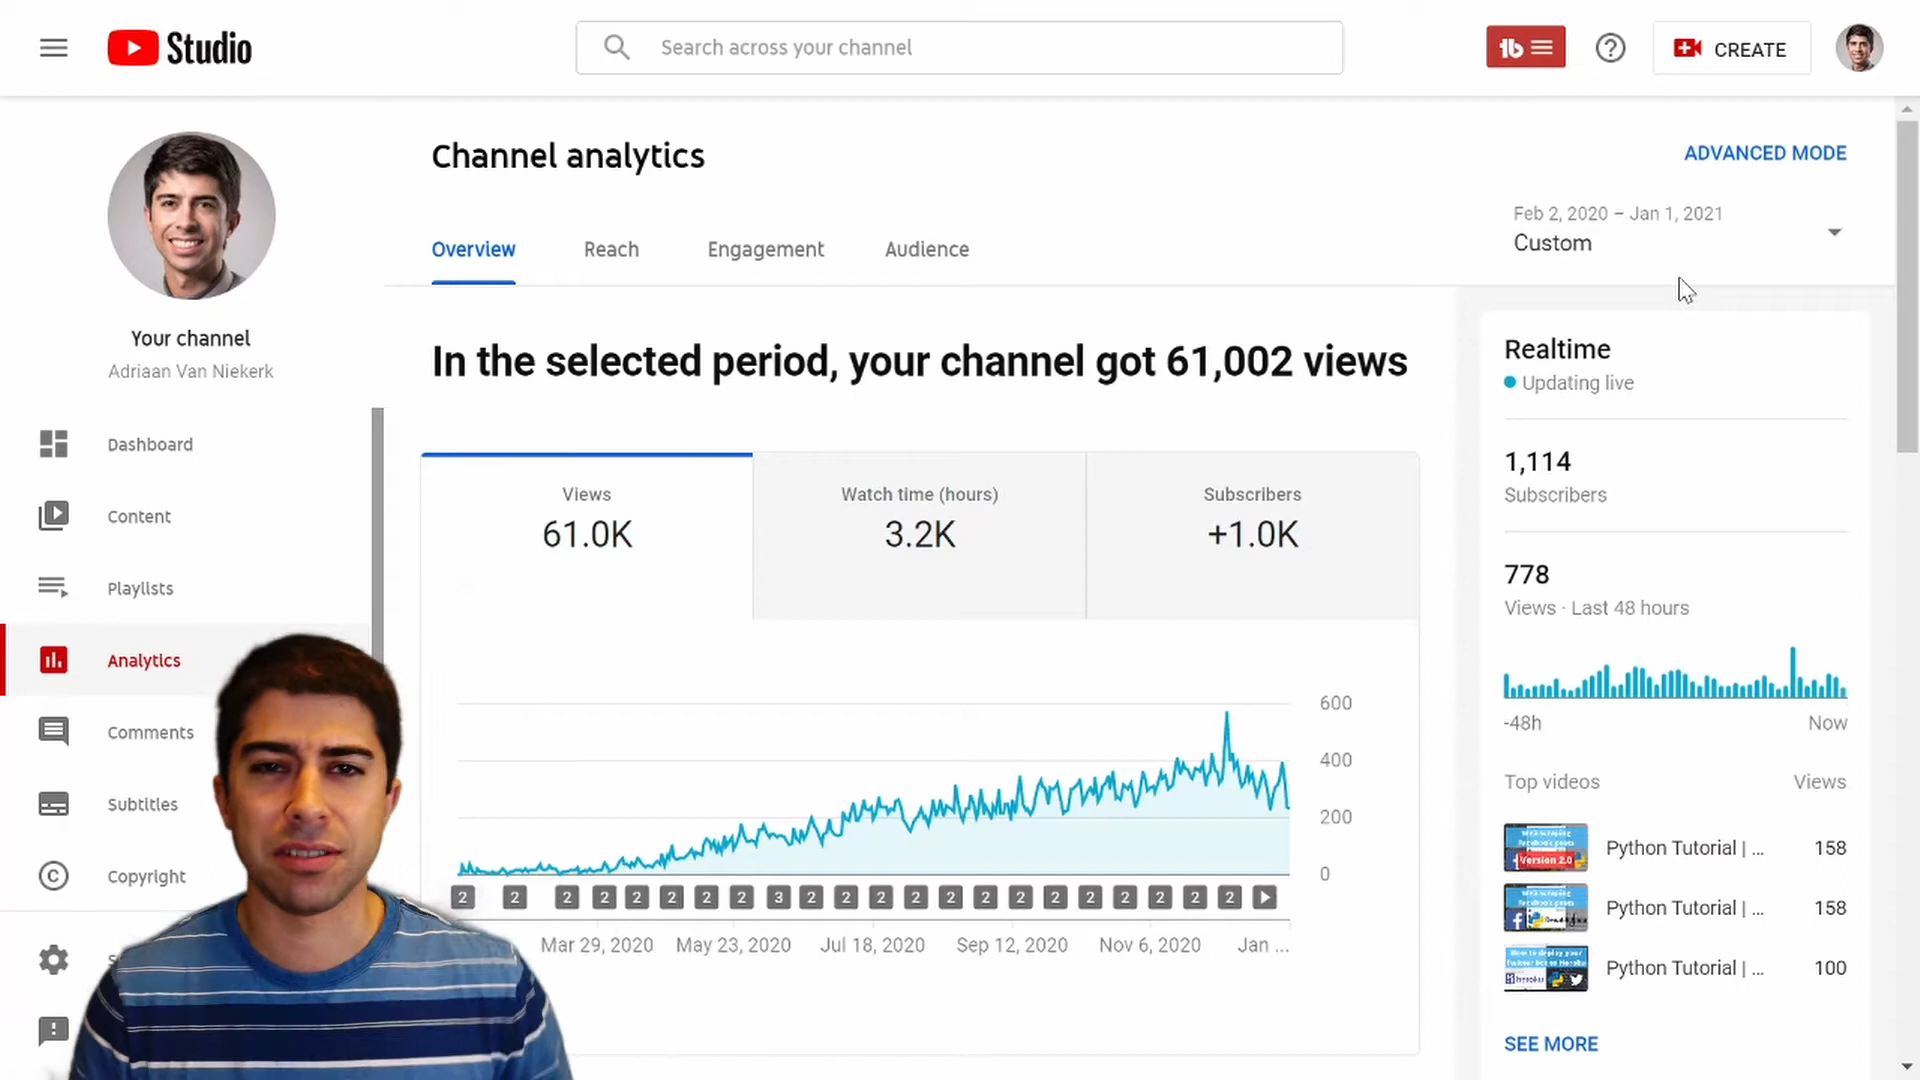 Studio
Search across your channel
CREATE
Your channel
Adriaan Van Niekerk
Dashboard
Content
Playlists
Analytics
Comments
Subtitles
Copyright
Channel analytics
ADVANCED MODE
Feb 2, 2020 – Jan 1, 2021
Custom
Overview
Reach
Engagement
Audience
In the selected period, your channel got 61,002 views
Views
61.0K
Watch time (hours)
3.2K
Subscribers
+1.0K
600
400
200
0
2 2 2 2 2 2 2 2 3 2 2 2 2 2 2 2 2 2 2 2 2 2 2
Mar 29, 2020
May 23, 2020
Jul 18, 2020
Sep 12, 2020
Nov 6, 2020
Jan ...
Realtime
Updating live
1,114
Subscribers
778
Views · Last 48 hours
-48h
Now
Top videos
Views
Version 2.0
Python Tutorial | ...
158
Python Tutorial | ...
158
Python Tutorial | ...
100
SEE MORE